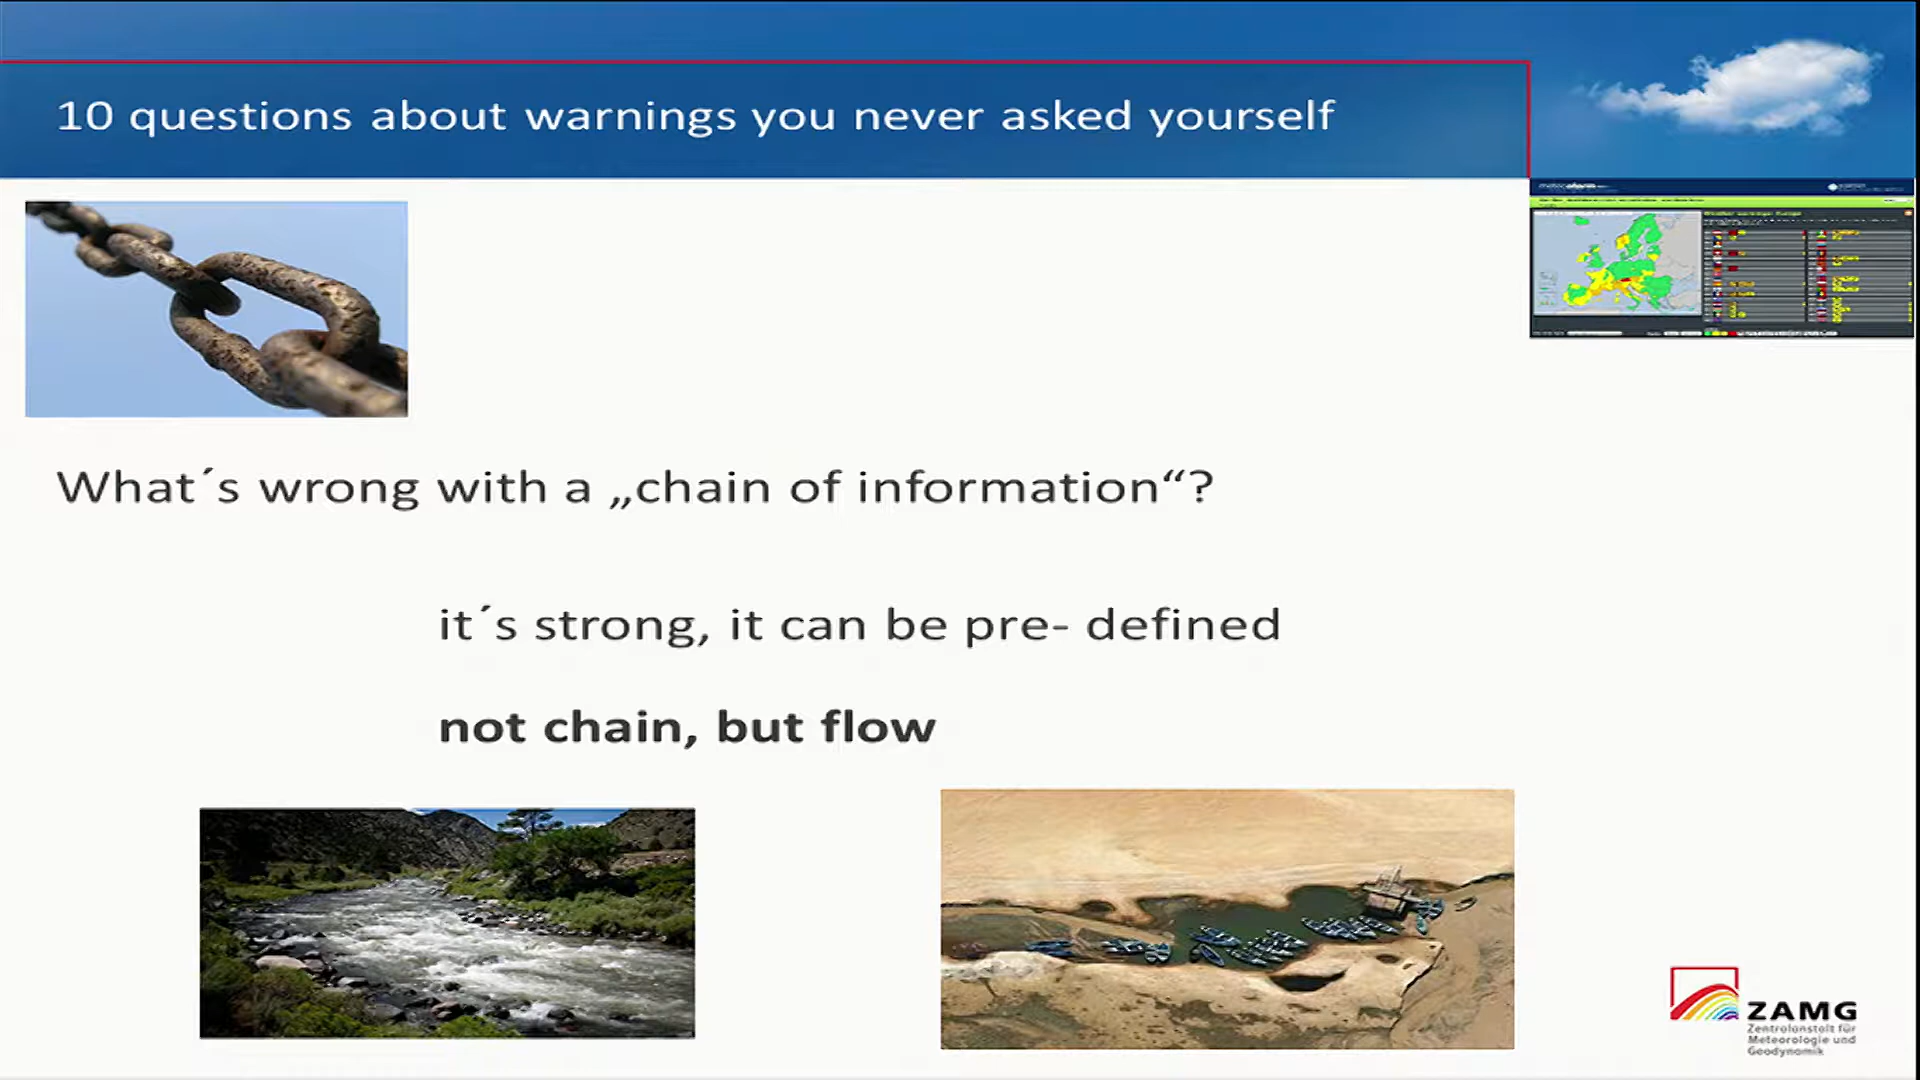 10 questions about warnings you never asked yourself
What´s wrong with a „chain of information“?
it´s strong, it can be pre- defined
not chain, but flow
ZAMG
Zentralanstalt für
Meteorologie und
Geodynamik